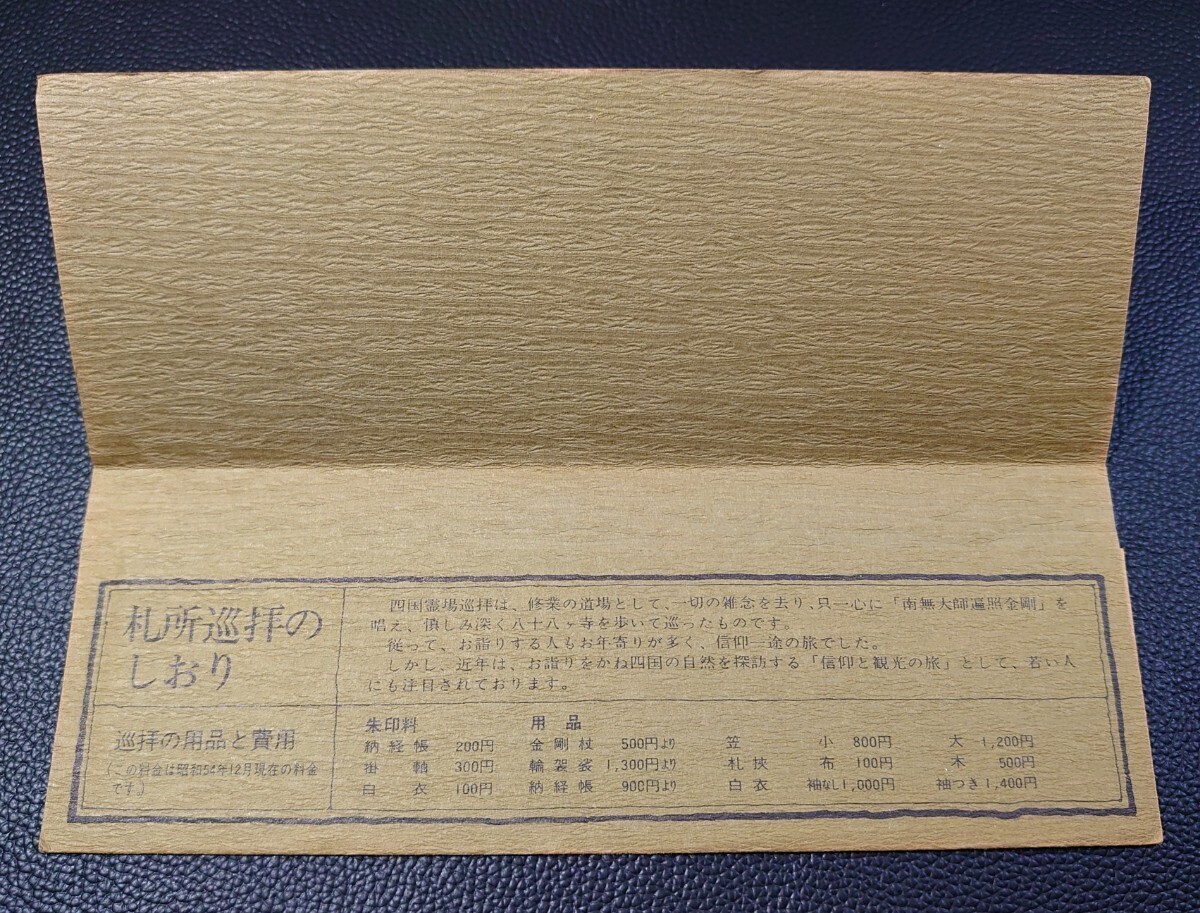 札所巡拝の
しおり
四国霊場巡拝は、修業の道場として、一切の雑念を去り、只一心に「南無大師遍照金剛」を
唱え、慎しみ深く八十八ヶ寺を歩いて巡ったものです。
従って、お詣りする人もお年寄りが多く、信仰一途の旅でした。
しかし、近年は、お詣りをかね四国の自然を探訪する「信仰と観光の旅」として、若い人
にも注目されております。
巡拝の用品と費用
(この料金は昭和54年12月現在の料金
です。)
朱印料 用品
納経帳 200円 金剛杖 500円より 笠 小 800円 大 1,200円
掛軸 300円 輪袈裟 1,300円より 札挾 布 100円 木 500円
白衣 100円 納経帳 900円より 白衣 袖なし1,000円 袖つき1,400円